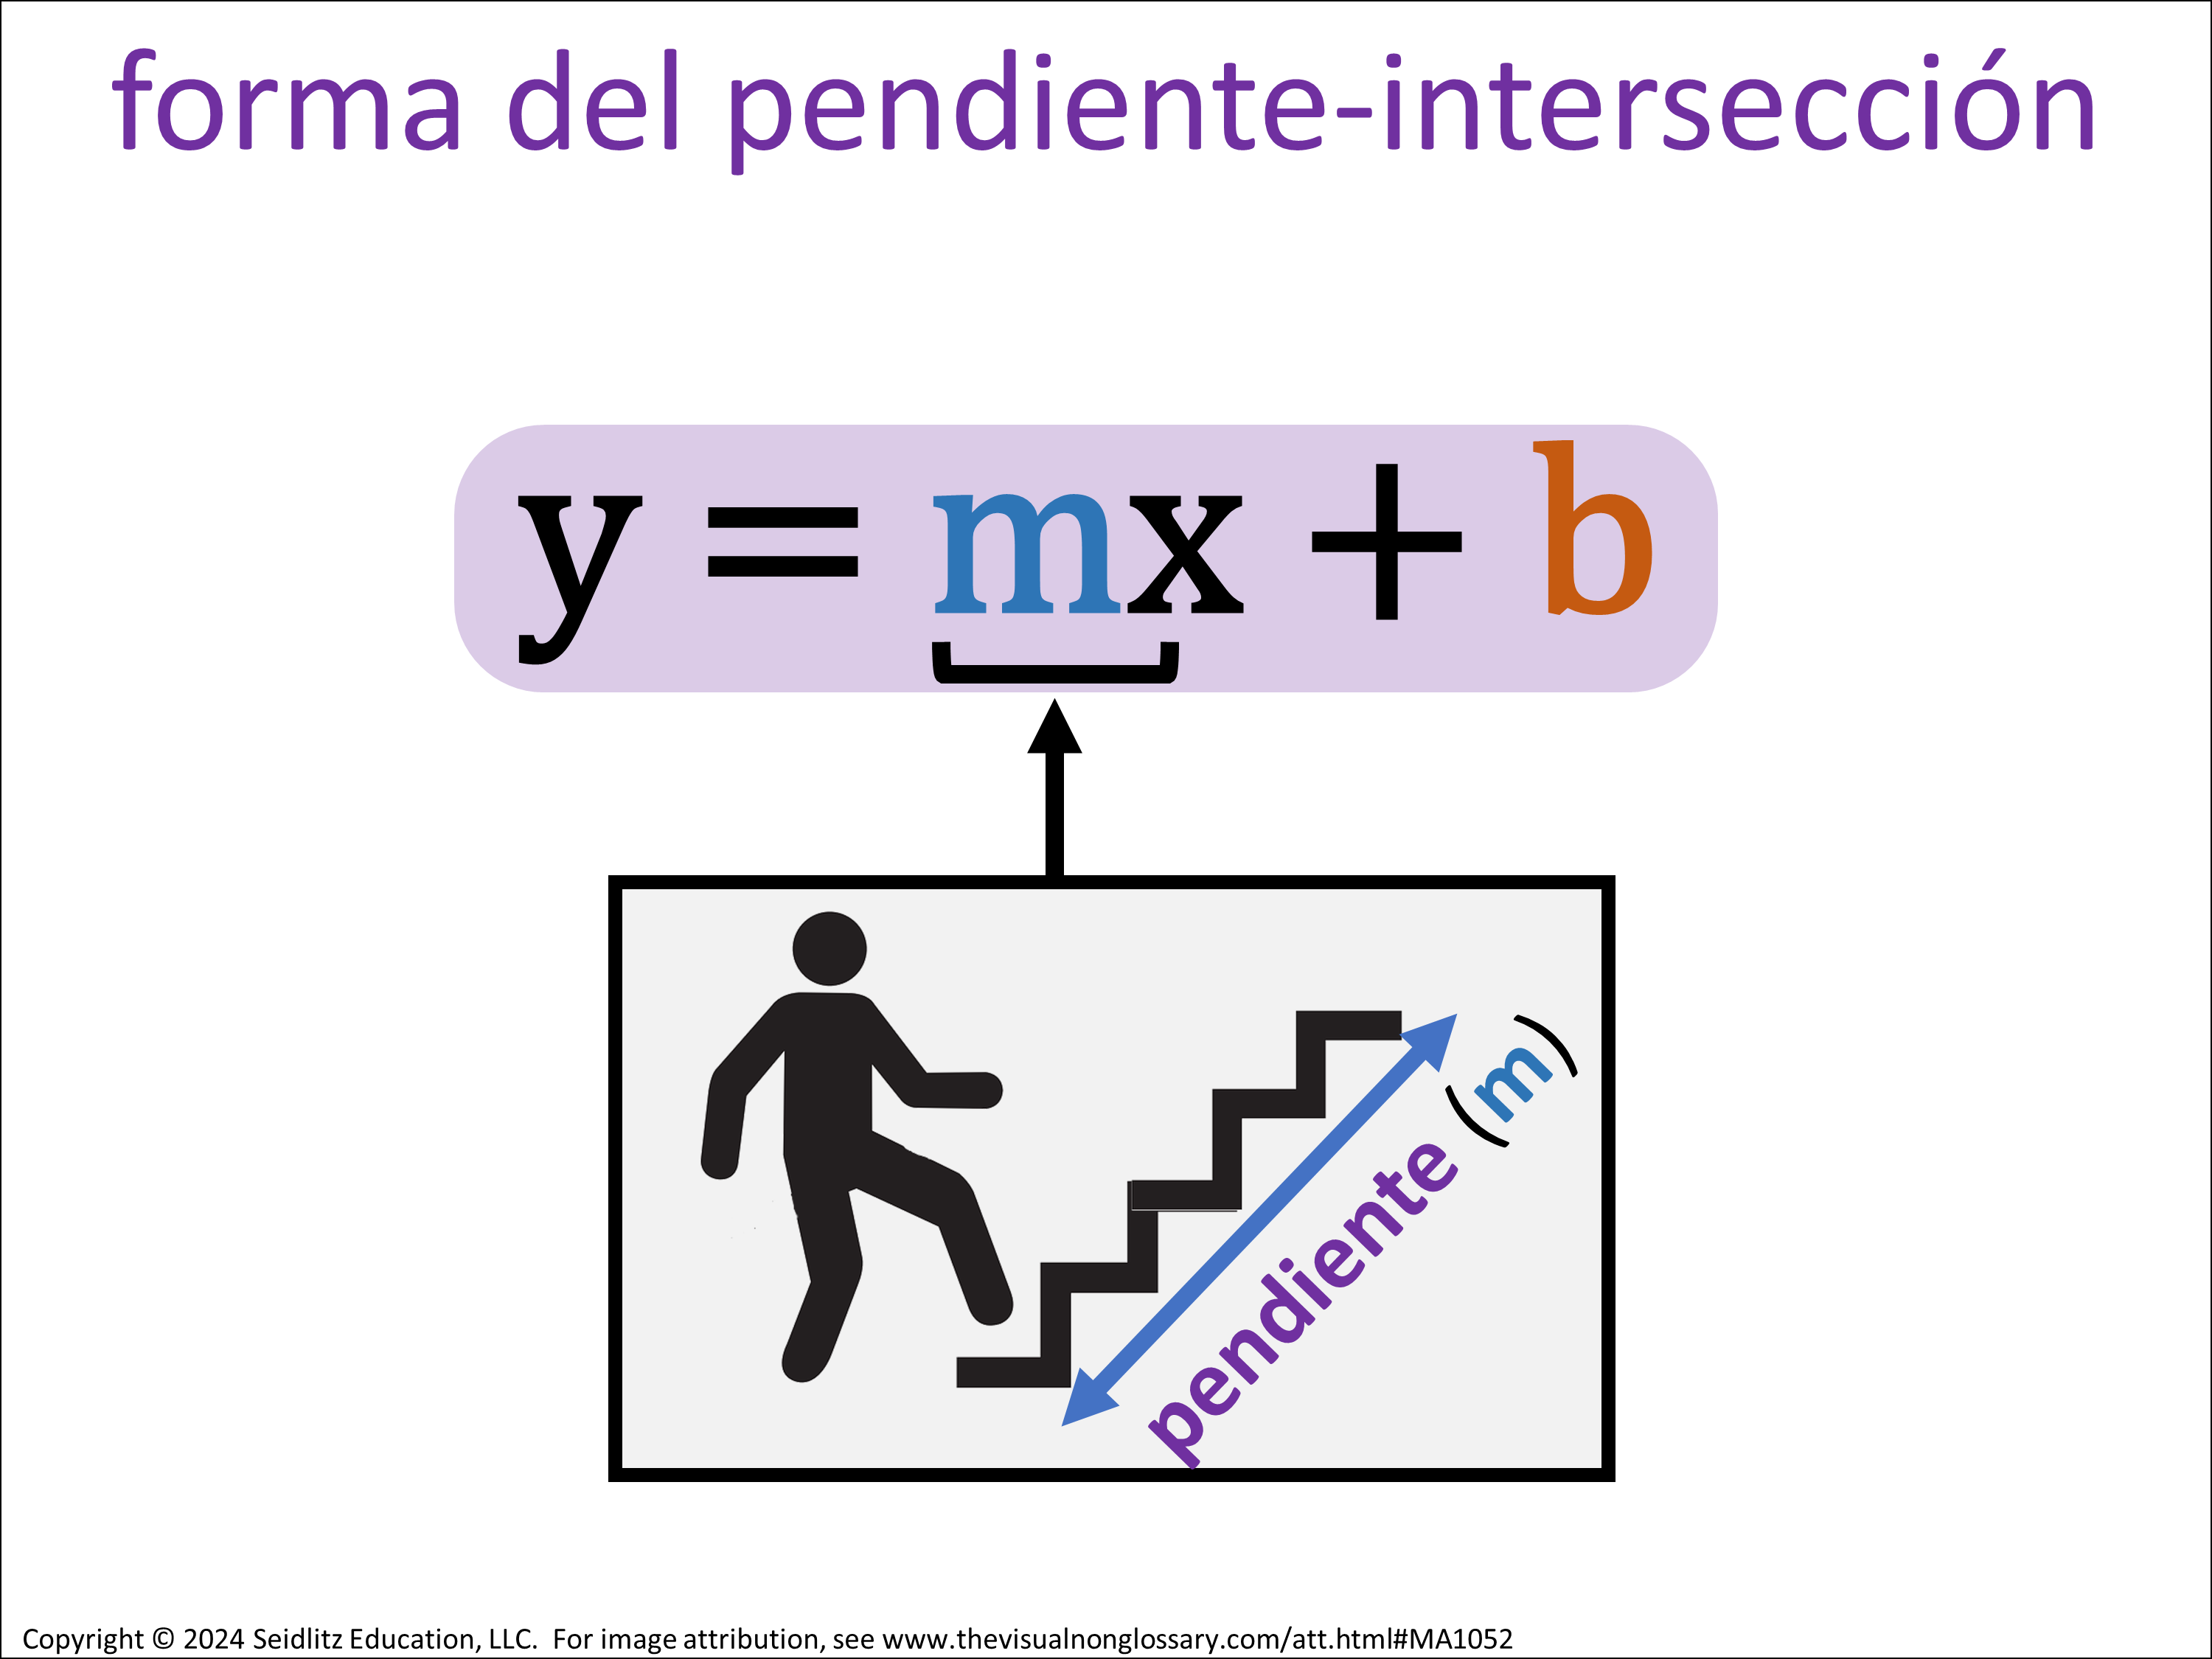 forma del pendiente-intersección
y = mx + b
pendiente (m)
Copyright © 2024 Seidlitz Education, LLC.  For image attribution, see www.thevisualnonglossary.com/att.html#MA1052